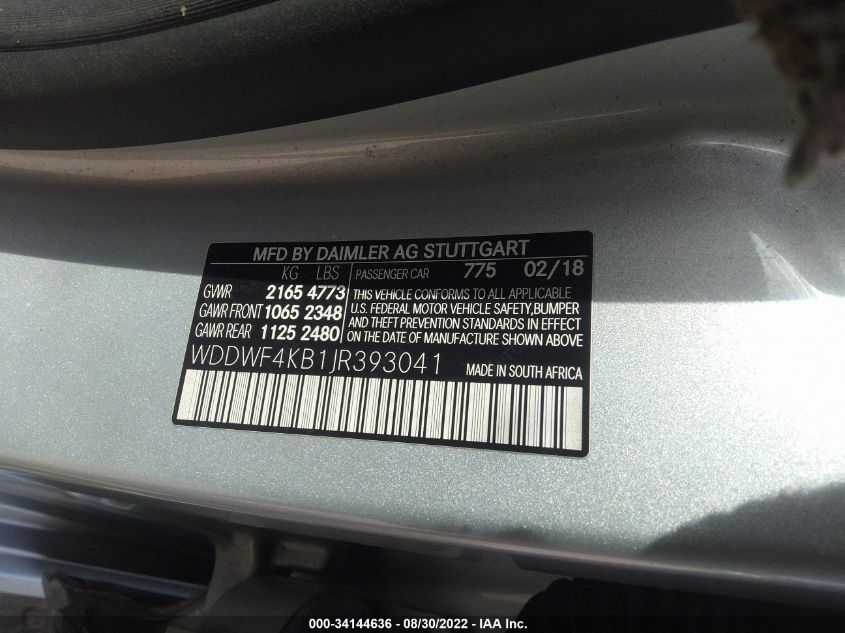 MFD BY DAIMLER AG STUTTGART
KG LBS PASSENGER CAR 775 02/18
GVWR 2165 4773
GAWR FRONT 1065 2348
GAWR REAR 1125 2480
THIS VEHICLE CONFORMS TO ALL APPLICABLE
U.S. FEDERAL MOTOR VEHICLE SAFETY, BUMPER
AND THEFT PREVENTION STANDARDS IN EFFECT
ON THE DATE OF MANUFACTURE SHOWN ABOVE
WDDWF4KB1JR393041 MADE IN SOUTH AFRICA
000-34144636 - 08/30/2022 - IAA Inc.